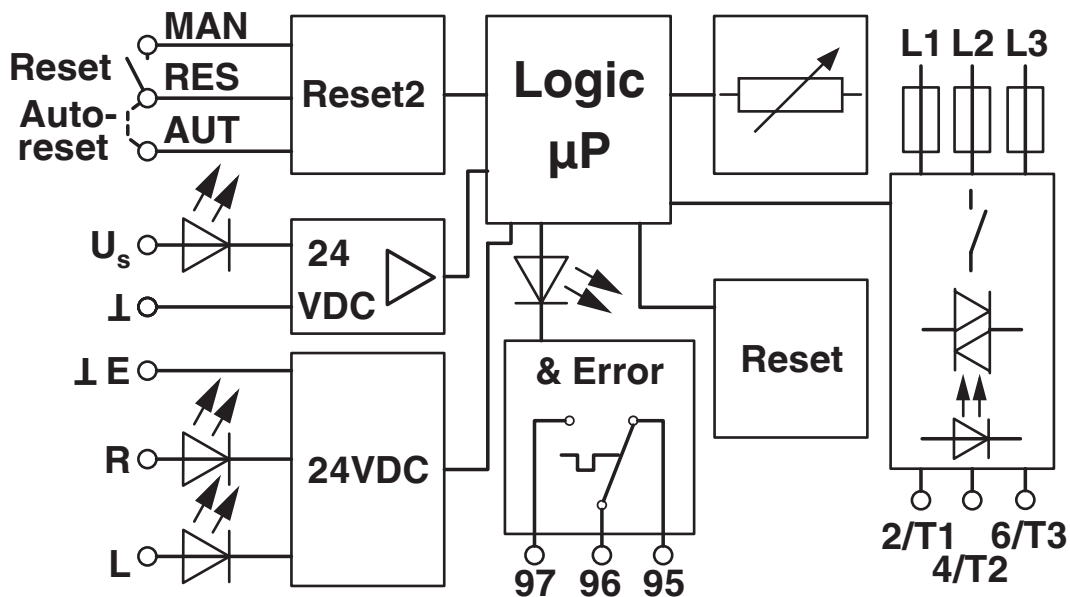 MAN
Reset
RES
Auto-
reset
AUT
Reset2
Logic
µP
L1 L2 L3
Us
24
VDC
⊥
⊥ E
R
L
24VDC
& Error
97 96 95
Reset
2/T1 6/T3
4/T2